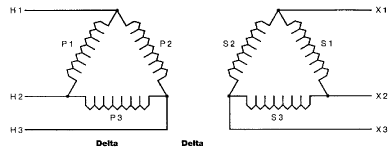 H1 X1
P1 P2 S2 S1
H2 X2
P3 S3
H3 X3
Delta Delta